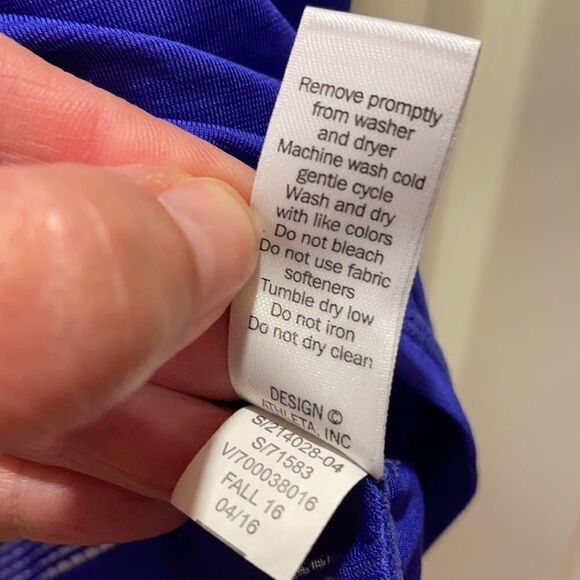 Remove promptly
from washer
and dryer
Machine wash cold
gentle cycle
Wash and dry
with like colors
Do not bleach
Do not use fabric
softeners
Tumble dry low
Do not iron
Do not dry clean
DESIGN ©
ATHLETA, INC
S/214028-04
S/71583
V/700038016
FALL 16
04/16